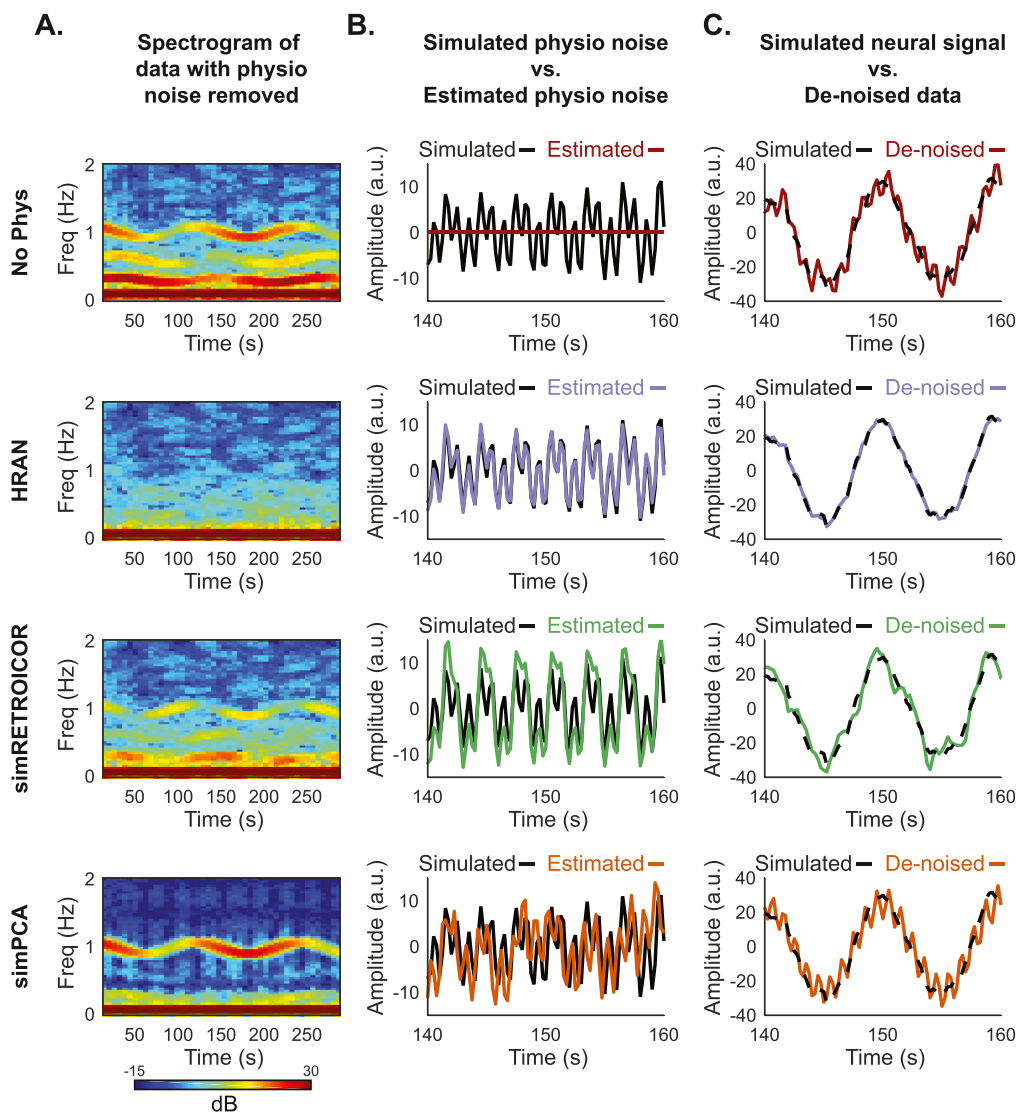 A.
Spectrogram of
data with physio
noise removed
B.
Simulated physio noise
vs.
Estimated physio noise
C.
Simulated neural signal
vs.
De-noised data
No Phys
Freq (Hz)
2
1
0
50 100 150 200 250
Time (s)
Simulated Estimated
Amplitude (a.u.)
10
0
-10
140 150 160
Time (s)
Simulated De-noised
Amplitude (a.u.)
40
20
0
-20
-40
140 150 160
Time (s)
HRAN
Freq (Hz)
2
1
0
50 100 150 200 250
Time (s)
Simulated Estimated
Amplitude (a.u.)
10
0
-10
140 150 160
Time (s)
Simulated De-noised
Amplitude (a.u.)
40
20
0
-20
-40
140 150 160
Time (s)
simRETROICOR
Freq (Hz)
2
1
0
50 100 150 200 250
Time (s)
Simulated Estimated
Amplitude (a.u.)
10
0
-10
140 150 160
Time (s)
Simulated De-noised
Amplitude (a.u.)
40
20
0
-20
-40
140 150 160
Time (s)
simPCA
Freq (Hz)
2
1
0
50 100 150 200 250
Time (s)
Simulated Estimated
Amplitude (a.u.)
10
0
-10
140 150 160
Time (s)
Simulated De-noised
Amplitude (a.u.)
40
20
0
-20
-40
140 150 160
Time (s)
-15 30
dB